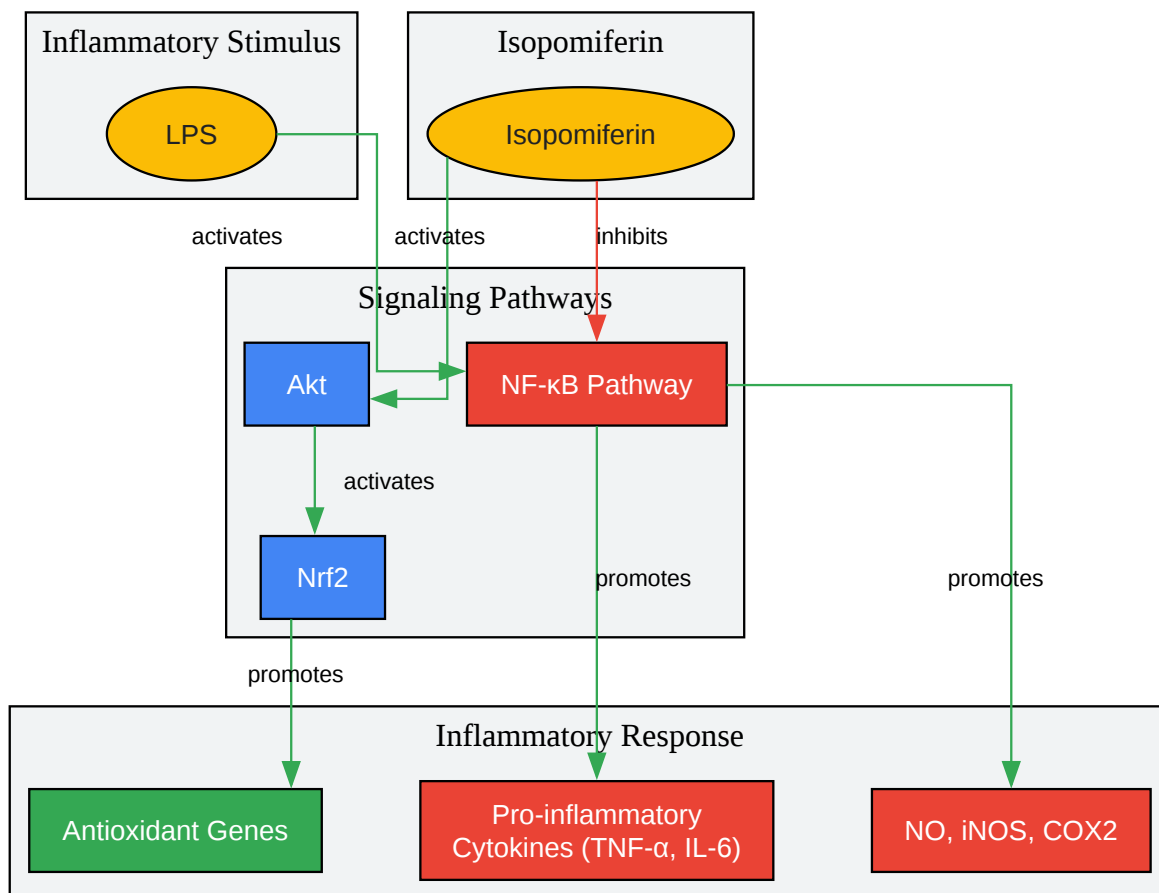 Inflammatory Stimulus
Isopomiferin
LPS
Isopomiferin
activates
activates
inhibits
Signaling Pathways
Akt
NF-κB Pathway
activates
Nrf2
promotes
promotes
promotes
Inflammatory Response
Antioxidant Genes
Pro-inflammatory
Cytokines (TNF-α, IL-6)
NO, iNOS, COX2